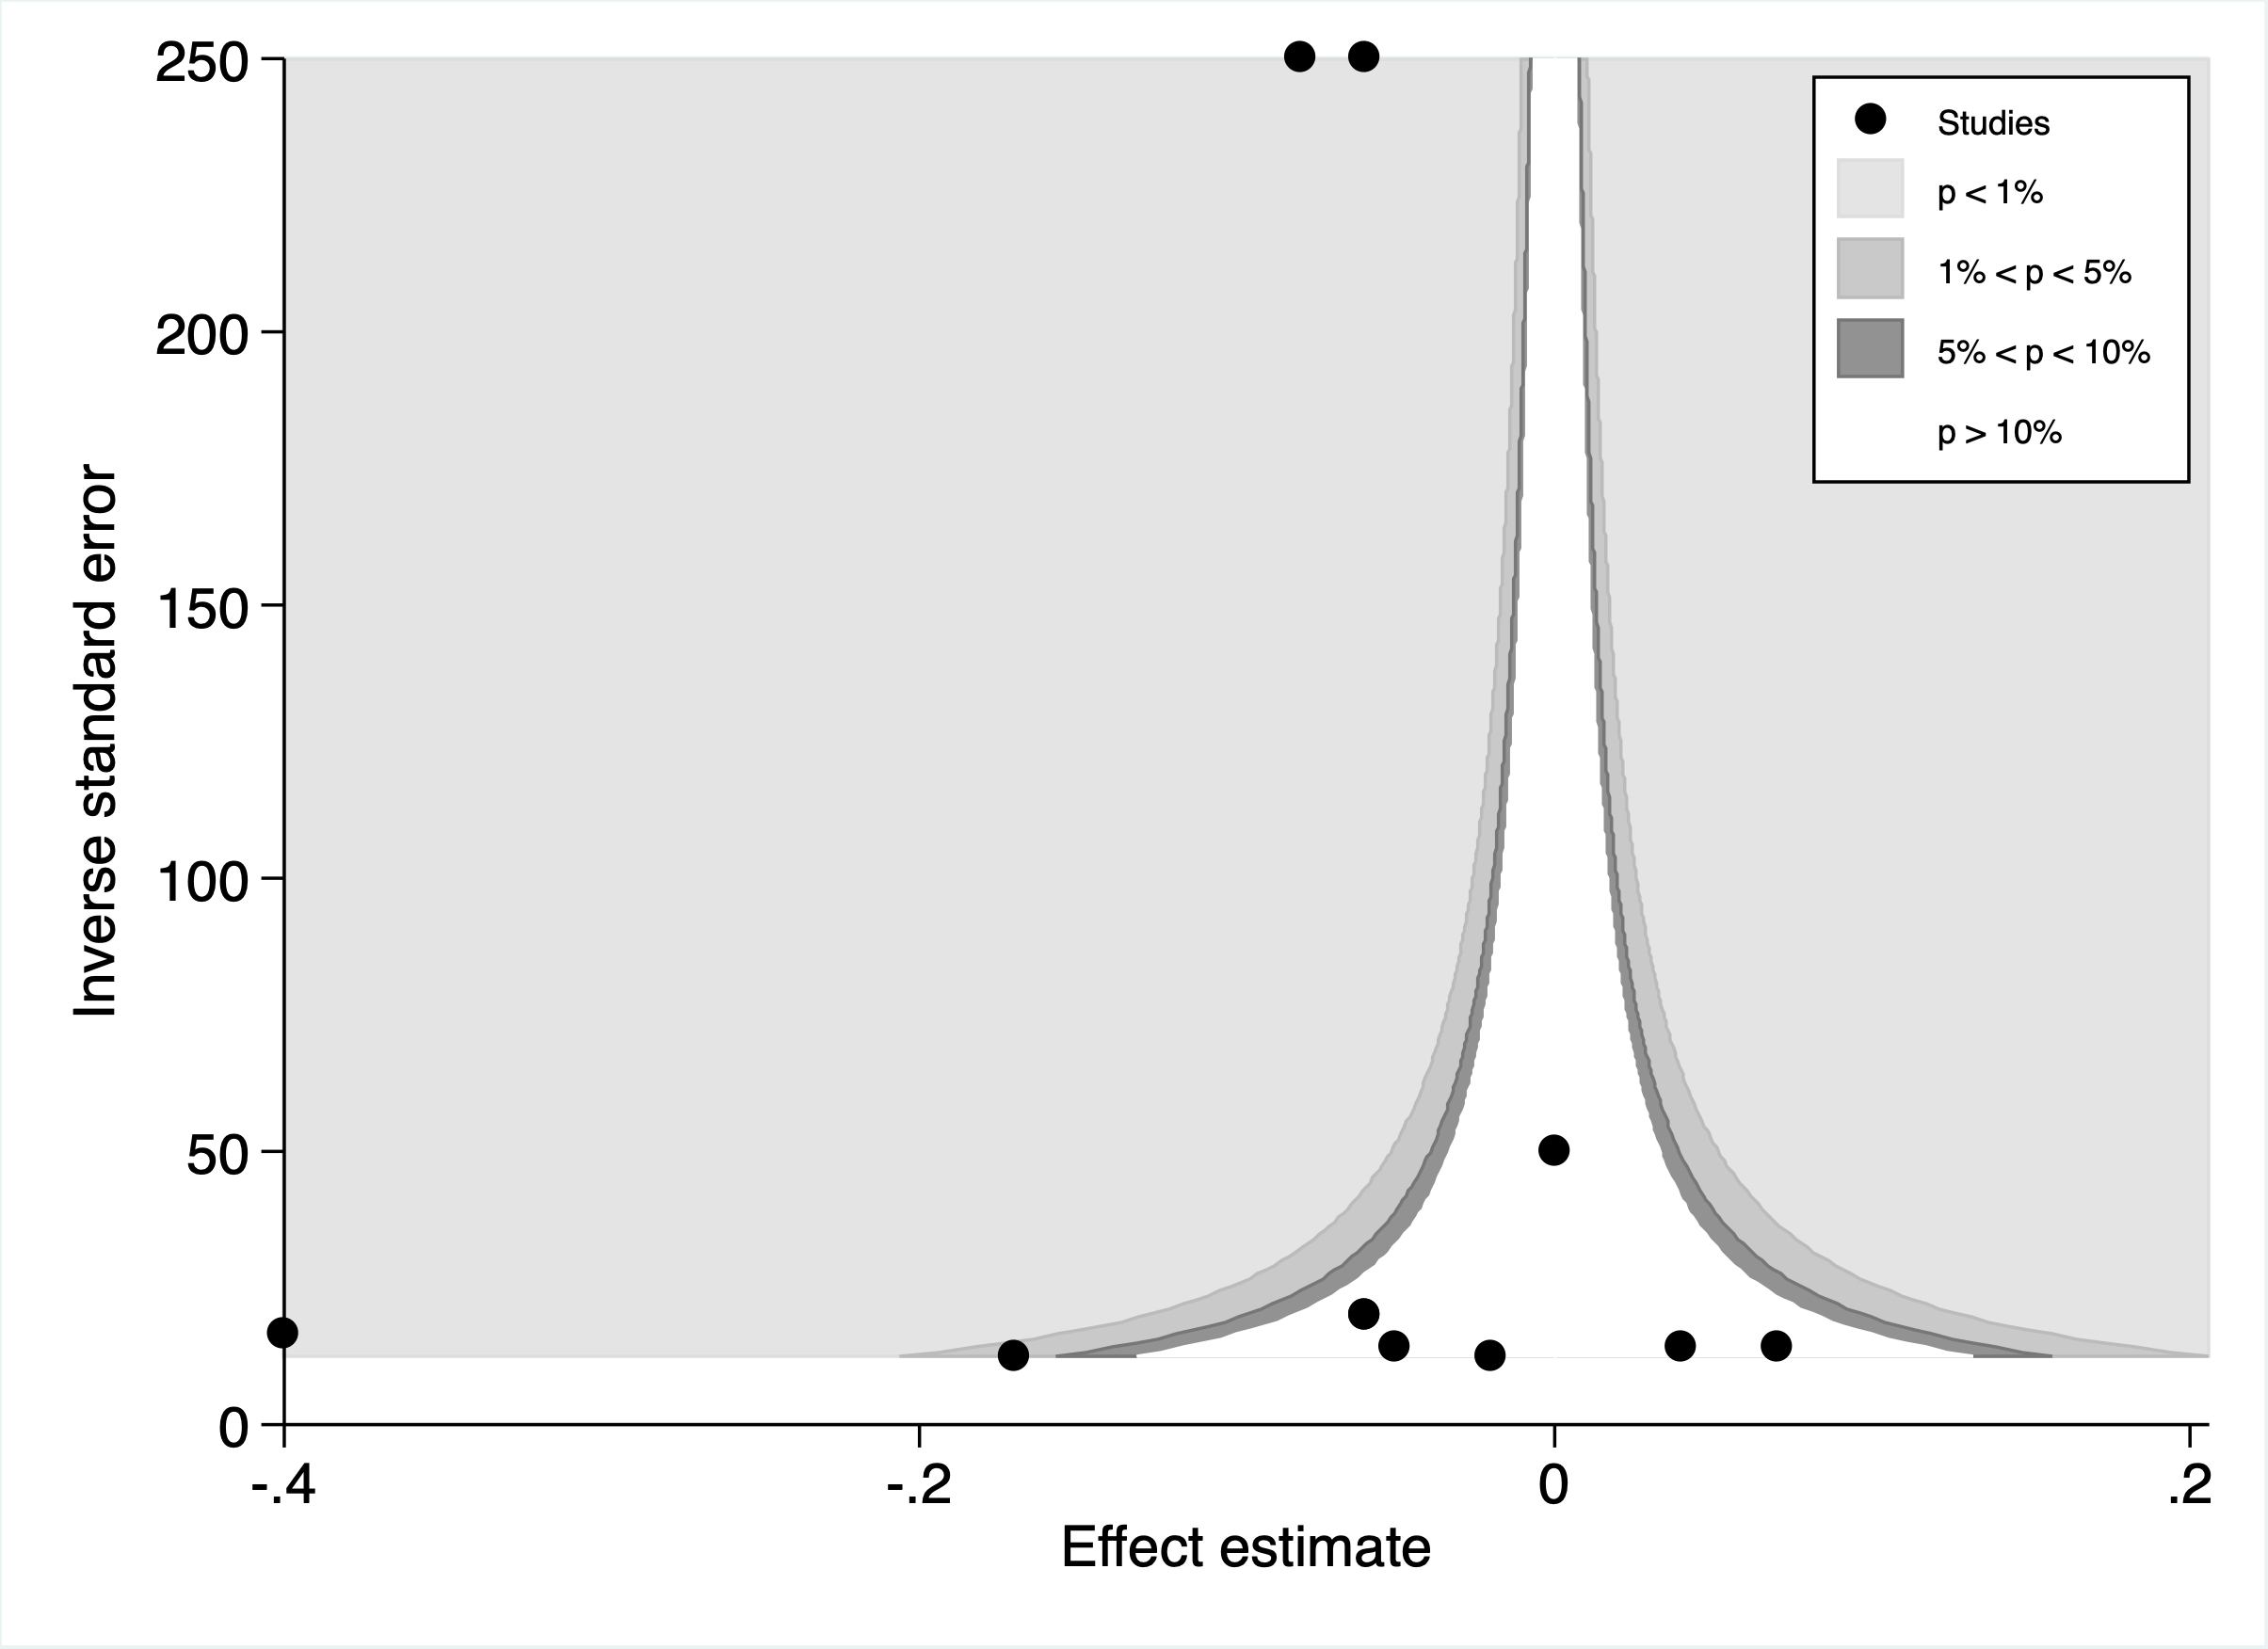 250
200
150
100
50
0
Inverse standard error
-.4
-.2
0
.2
Effect estimate
Studies
p < 1%
1% < p < 5%
5% < p < 10%
p > 10%